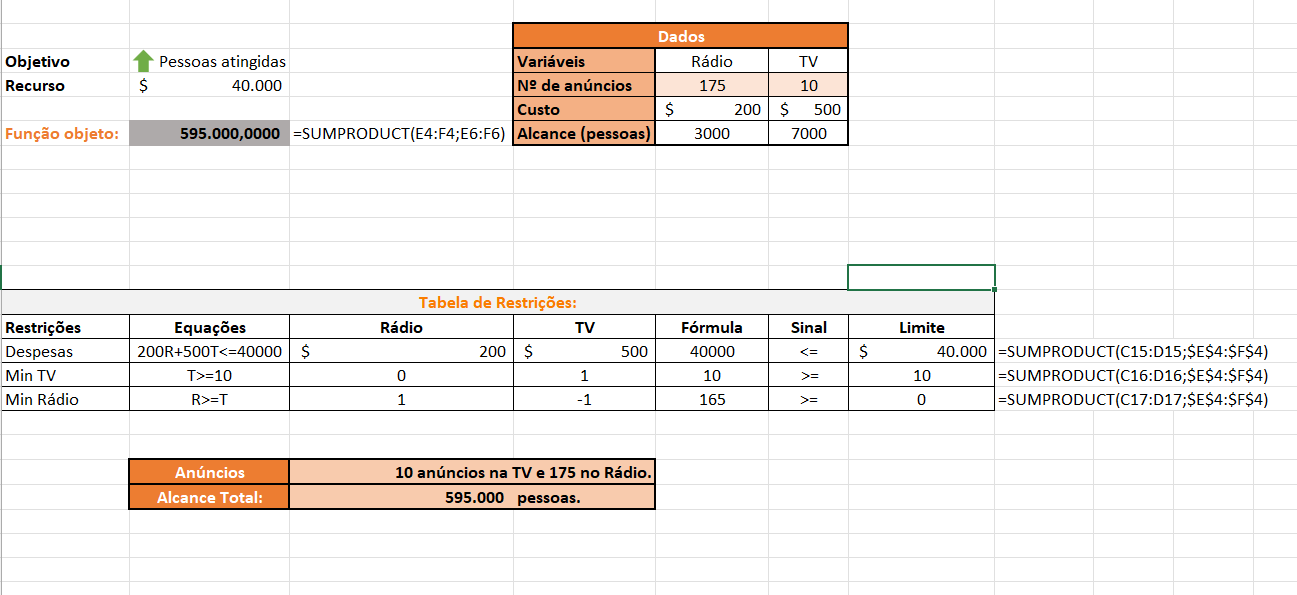 Dados
Objetivo Pessoas atingidas Variáveis Rádio TV
Recurso $ 40.000 Nº de anúncios 175 10
Custo $ 200 $ 500
Função objeto: 595.000,0000 =SUMPRODUCT(E4:F4;E6:F6) Alcance (pessoas) 3000 7000
Tabela de Restrições:
Restrições Equações Rádio TV Fórmula Sinal Limite
Despesas 200R+500T<=40000 $ 200 $ 500 40000 <= $ 40.000 =SUMPRODUCT(C15:D15;$E$4:$F$4)
Min TV T>=10 0 1 10 >= 10 =SUMPRODUCT(C16:D16;$E$4:$F$4)
Min Rádio R>=T 1 -1 165 >= 0 =SUMPRODUCT(C17:D17;$E$4:$F$4)
Anúncios 10 anúncios na TV e 175 no Rádio.
Alcance Total: 595.000 pessoas.